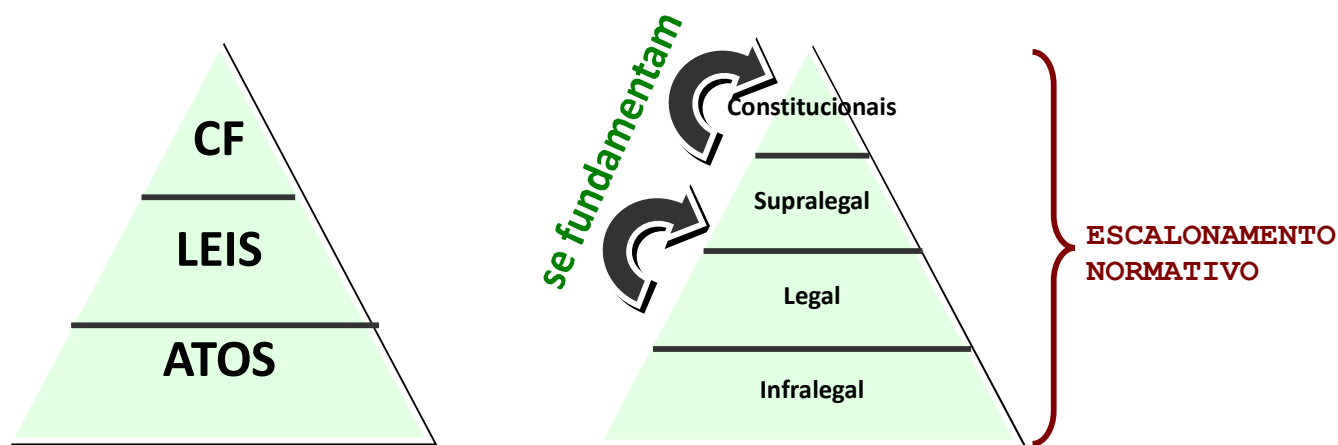 CF
LEIS
ATOS
se fundamentam
Constitucionais
Supralegal
Legal
Infralegal
ESCALONAMENTO
NORMATIVO